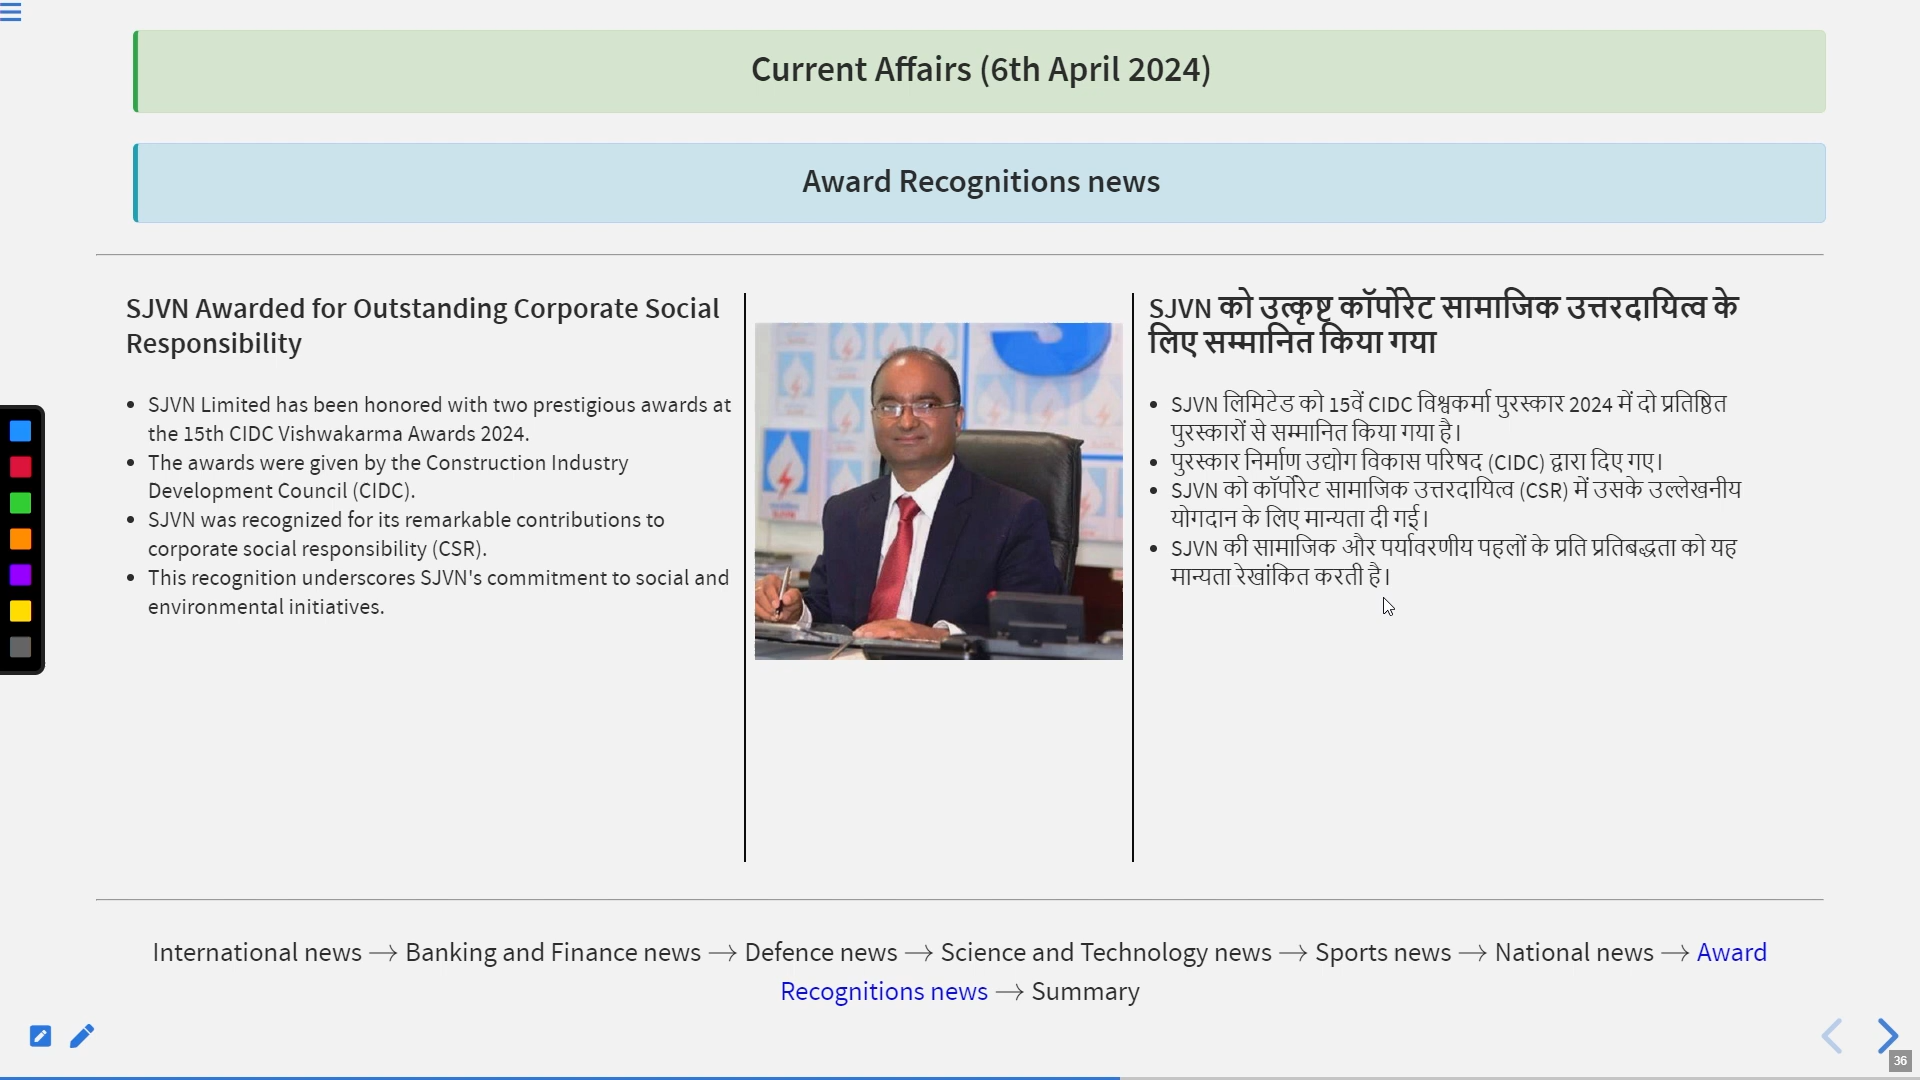 Current Affairs (6th April 2024)
Award Recognitions news
SJVN Awarded for Outstanding Corporate Social
Responsibility
• SJVN Limited has been honored with two prestigious awards at
the 15th CIDC Vishwakarma Awards 2024.
• The awards were given by the Construction Industry
Development Council (CIDC).
• SJVN was recognized for its remarkable contributions to
corporate social responsibility (CSR).
• This recognition underscores SJVN's commitment to social and
environmental initiatives.
SJVN को उत्कृष्ट कॉर्पोरेट सामाजिक उत्तरदायित्व के
लिए सम्मानित किया गया
• SJVN लिमिटेड को 15वें CIDC विश्वकर्मा पुरस्कार 2024 में दो प्रतिष्ठित
पुरस्कारों से सम्मानित किया गया है।
• पुरस्कार निर्माण उद्योग विकास परिषद (CIDC) द्वारा दिए गए।
• SJVN को कॉर्पोरेट सामाजिक उत्तरदायित्व (CSR) में उसके उल्लेखनीय
योगदान के लिए मान्यता दी गई।
• SJVN की सामाजिक और पर्यावरणीय पहलों के प्रति प्रतिबद्धता को यह
मान्यता रेखांकित करती है।
International news → Banking and Finance news → Defence news → Science and Technology news → Sports news → National news → Award
Recognitions news → Summary
36